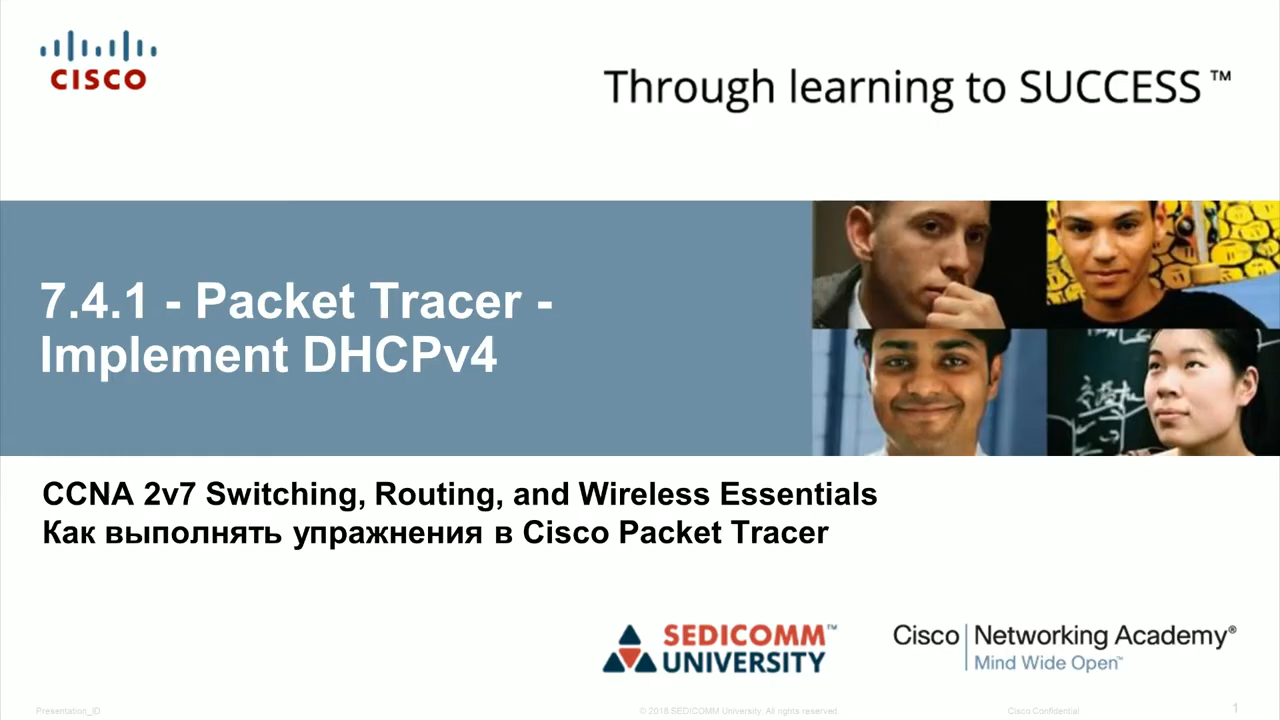 CISCO
Through learning to SUCCESS™
7.4.1 - Packet Tracer -
Implement DHCPv4
CCNA 2v7 Switching, Routing, and Wireless Essentials
Как выполнять упражнения в Cisco Packet Tracer
SEDICOMM™
UNIVERSITY
Cisco Networking Academy®
Mind Wide Open™
Presentation_ID
© 2018 SEDICOMM University. All rights reserved
Cisco Confidential
1